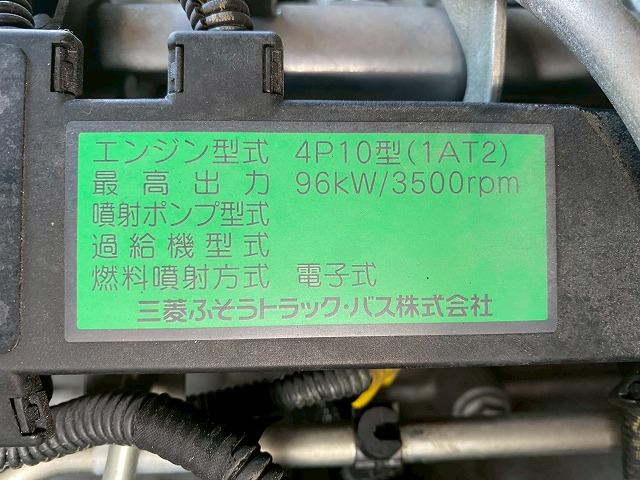 エンジン型式 4P10型(1AT2)
最高出力 96kW/3500rpm
噴射ポンプ型式
過給機型式
燃料噴射方式 電子式
三菱ふそうトラック・バス株式会社